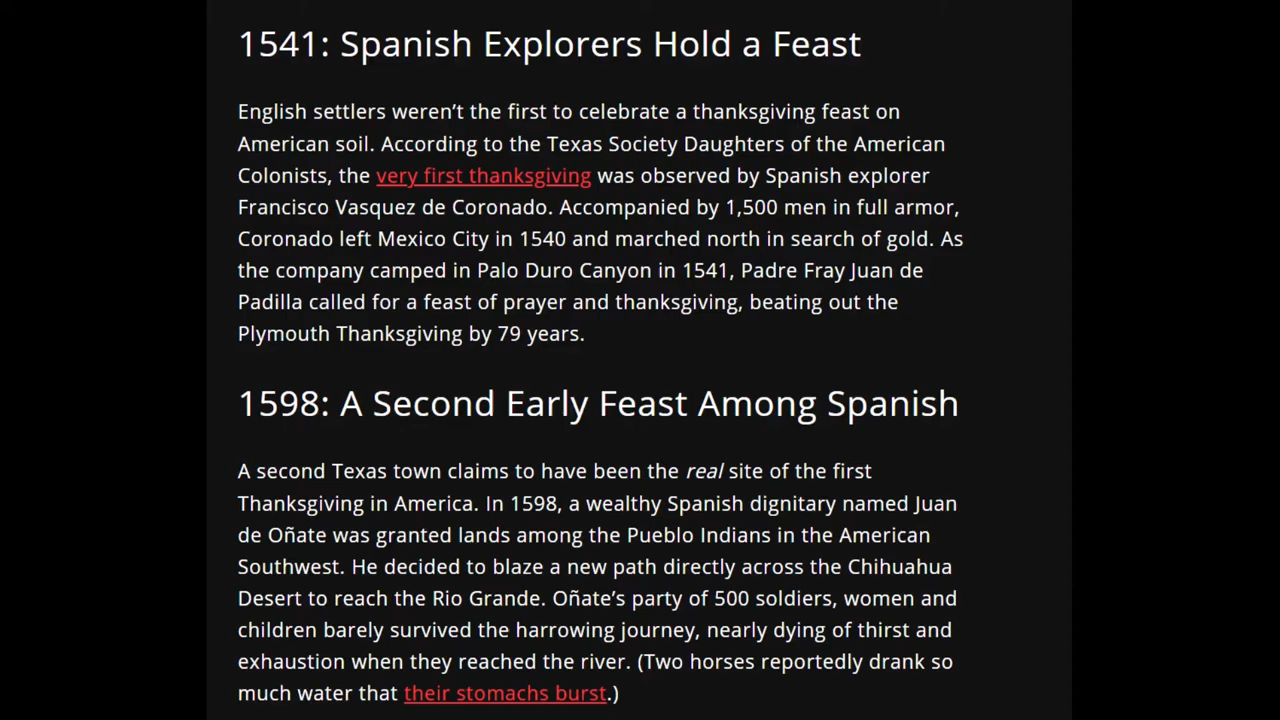 1541: Spanish Explorers Hold a Feast
English settlers weren’t the first to celebrate a thanksgiving feast on
American soil. According to the Texas Society Daughters of the American
Colonists, the very first thanksgiving was observed by Spanish explorer
Francisco Vasquez de Coronado. Accompanied by 1,500 men in full armor,
Coronado left Mexico City in 1540 and marched north in search of gold. As
the company camped in Palo Duro Canyon in 1541, Padre Fray Juan de
Padilla called for a feast of prayer and thanksgiving, beating out the
Plymouth Thanksgiving by 79 years.
1598: A Second Early Feast Among Spanish
A second Texas town claims to have been the real site of the first
Thanksgiving in America. In 1598, a wealthy Spanish dignitary named Juan
de Oñate was granted lands among the Pueblo Indians in the American
Southwest. He decided to blaze a new path directly across the Chihuahua
Desert to reach the Rio Grande. Oñate’s party of 500 soldiers, women and
children barely survived the harrowing journey, nearly dying of thirst and
exhaustion when they reached the river. (Two horses reportedly drank so
much water that their stomachs burst.)